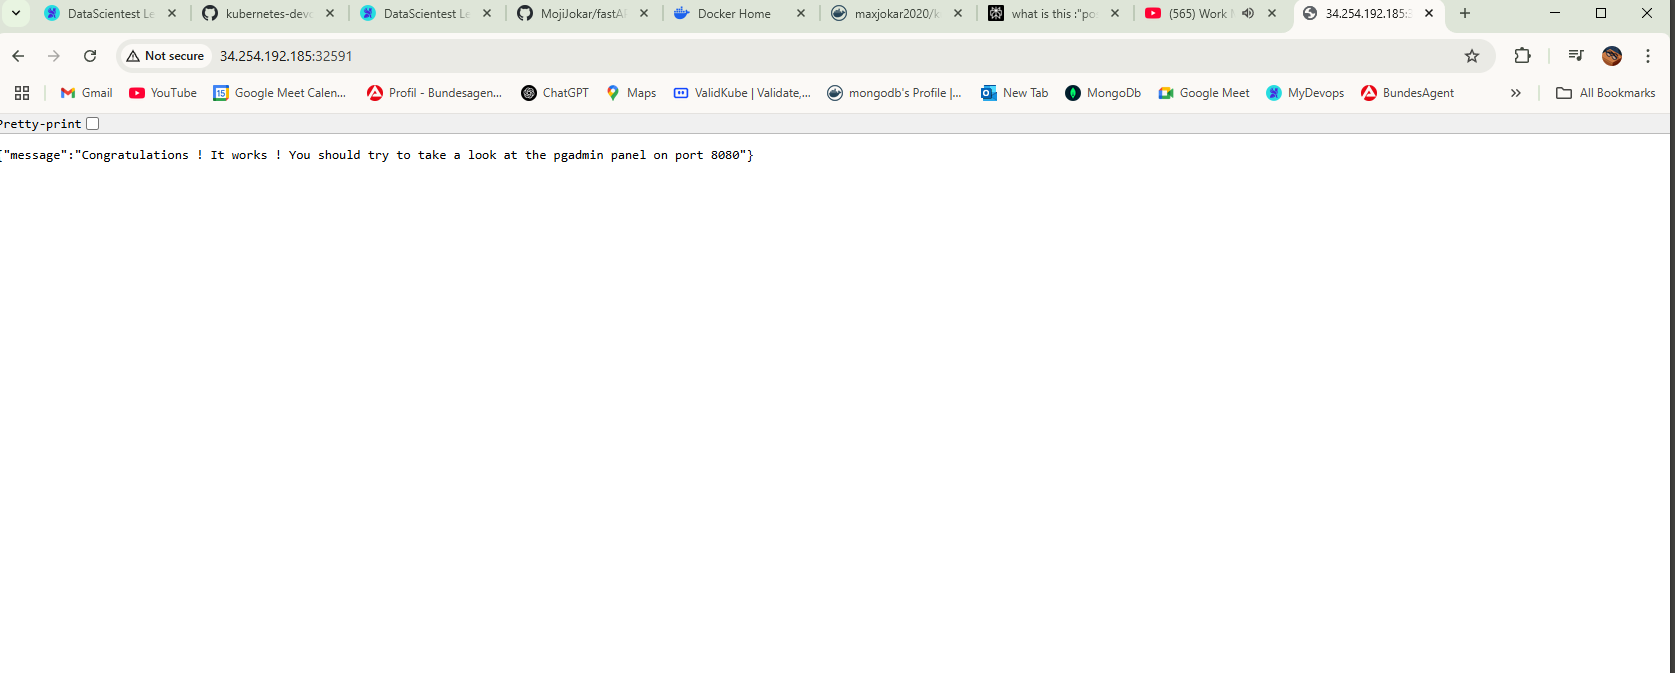 DataScientest Le
kubernetes-devo
DataScientest Le
MojiJokar/fastA
Docker Home
maxjokar2020/k
what is this :"po
(565) Work
34.254.192.185:3
Not secure
34.254.192.185:32591
Gmail
YouTube
15
Google Meet Calen...
Profil - Bundesagen...
ChatGPT
Maps
ValidKube | Validate,...
mongodb's Profile |...
New Tab
MongoDb
Google Meet
MyDevops
BundesAgent
»
All Bookmarks
Pretty-print
{"message":"Congratulations ! It works ! You should try to take a look at the pgadmin panel on port 8080"}